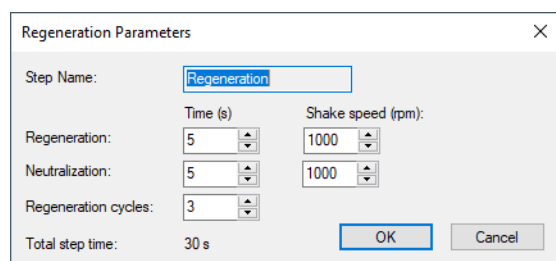 Regeneration Parameters
Step Name: Regeneration
Time (s) Shake speed (rpm):
Regeneration: 5 1000
Neutralization: 5 1000
Regeneration cycles: 3
Total step time: 30 s
OK Cancel